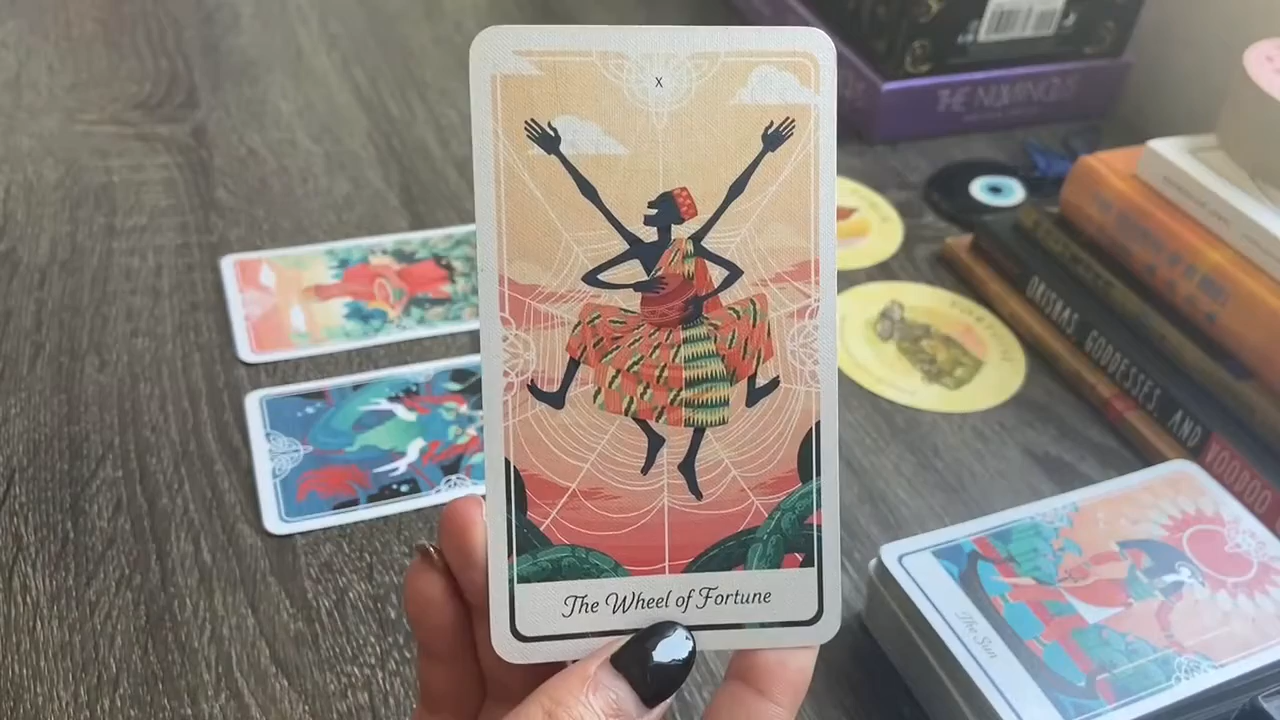 X
The Wheel of Fortune
THE NUMINOUS
ORISHAS, GODDESSES, AND VOODOO
The Sun